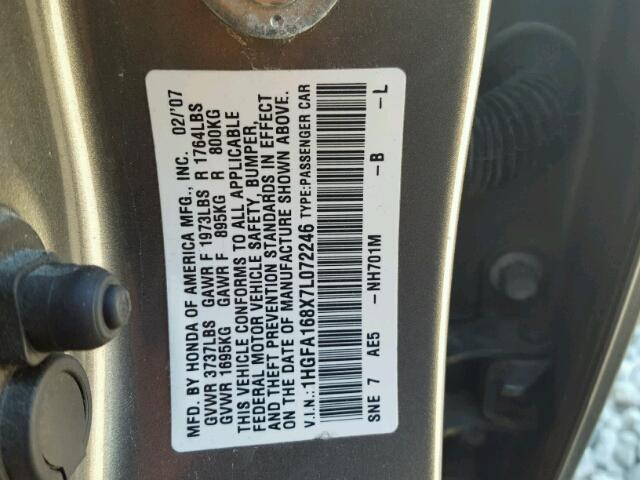 MFD. BY HONDA OF AMERICA MFG., INC. 02/'07
GVWR 3737LBS GAWR F 1973LBS R 1764LBS
GVWR 1695KG GAWR F 895KG R 800KG
THIS VEHICLE CONFORMS TO ALL APPLICABLE
FEDERAL MOTOR VEHICLE SAFETY, BUMPER,
AND THEFT PREVENTION STANDARDS IN EFFECT
ON THE DATE OF MANUFACTURE SHOWN ABOVE.
V.I.N.: 1HGFA168X7L072246 TYPE:PASSENGER CAR
SNE 7 AE5 -NH701M -B -L